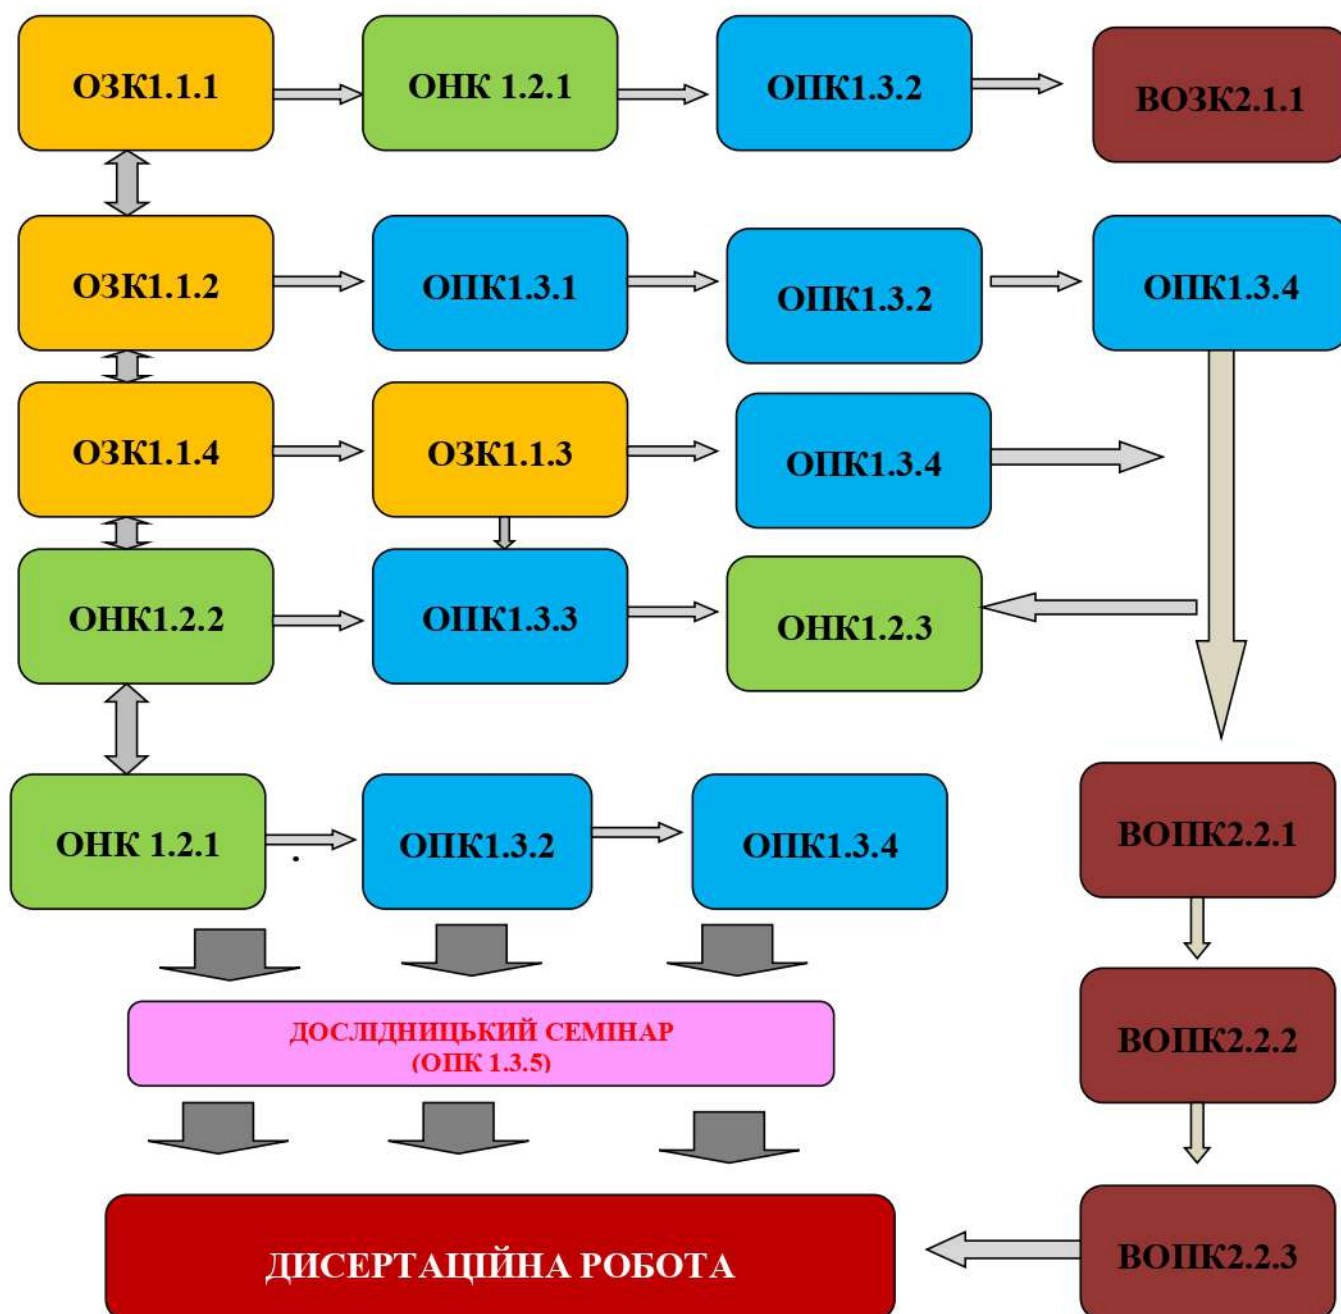 ОЗК1.1.1
ОНК 1.2.1
ОПК1.3.2
ВОЗК2.1.1
ОЗК1.1.2
ОПК1.3.1
ОПК1.3.2
ОПК1.3.4
ОЗК1.1.4
ОЗК1.1.3
ОПК1.3.4
ОНК1.2.2
ОПК1.3.3
ОНК1.2.3
ОНК 1.2.1
.
ОПК1.3.2
ОПК1.3.4
ВОПК2.2.1
ДОСЛІДНИЦЬКИЙ СЕМІНАР
(ОПК 1.3.5)
ВОПК2.2.2
ДИСЕРТАЦІЙНА РОБОТА
ВОПК2.2.3